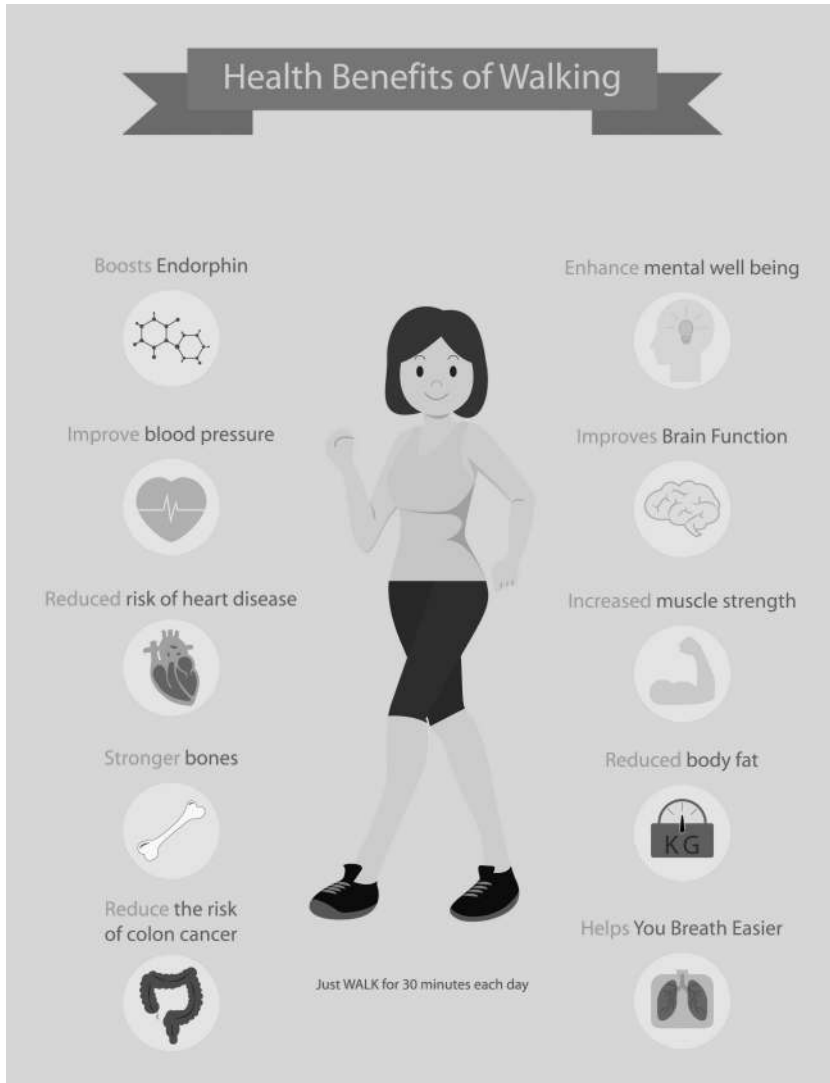 Health Benefits of Walking
Boosts Endorphin
Improve blood pressure
Reduced risk of heart disease
Stronger bones
Reduce the risk
of colon cancer
Enhance mental well being
Improves Brain Function
Increased muscle strength
Reduced body fat
KG
Helps You Breath Easier
Just WALK for 30 minutes each day